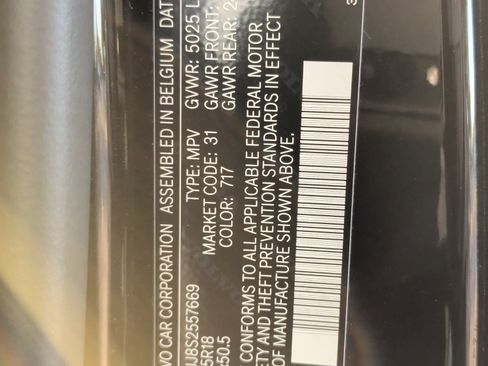 VO CAR CORPORATION ASSEMBLED IN BELGIUM DAT
GVWR: 5025 L
GAWR FRONT:
GAWR REAR: 2
J8S2557669 TYPE: MPV
5R18 MARKET CODE: 31
:50.5 COLOR: 717
CONFORMS TO ALL APPLICABLE FEDERAL MOTOR
ETY AND THEFT PREVENTION STANDARDS IN EFFECT
OF MANUFACTURE SHOWN ABOVE.